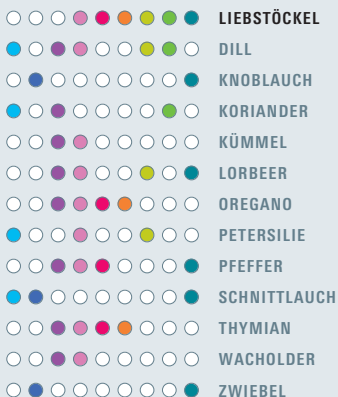 LIEBSTÖCKEL
DILL
KNOBLAUCH
KORIANDER
KÜMMEL
LORBEER
OREGANO
PETERSILIE
PFEFFER
SCHNITTLAUCH
THYMIAN
WACHOLDER
ZWIEBEL